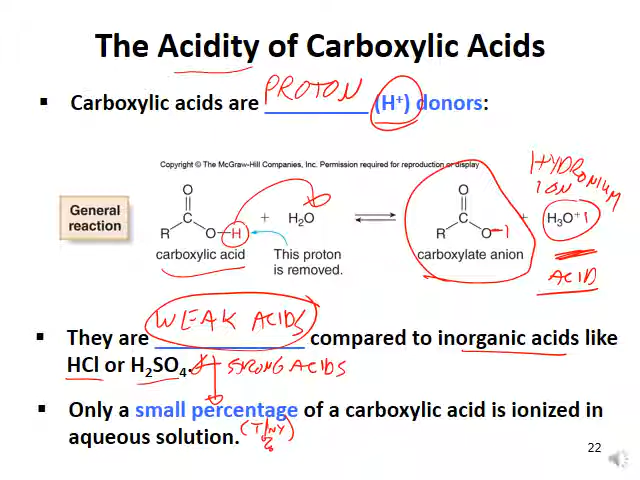 The Acidity of Carboxylic Acids
▪ Carboxylic acids are PROTON (H⁺) donors:
Copyright © The McGraw-Hill Companies, Inc. Permission required for reproduction or display
HYDRONIUM
ION
General
reaction
O
C
R O–H
+ H₂O
O
C
R O–1
+ H₃O+1
carboxylic acid
This proton
is removed.
carboxylate anion
ACID
▪ They are WEAK ACIDS compared to inorganic acids like
HCl or H₂SO₄. STRONG ACIDS
▪ Only a small percentage of a carboxylic acid is ionized in
aqueous solution. (TINY)
22